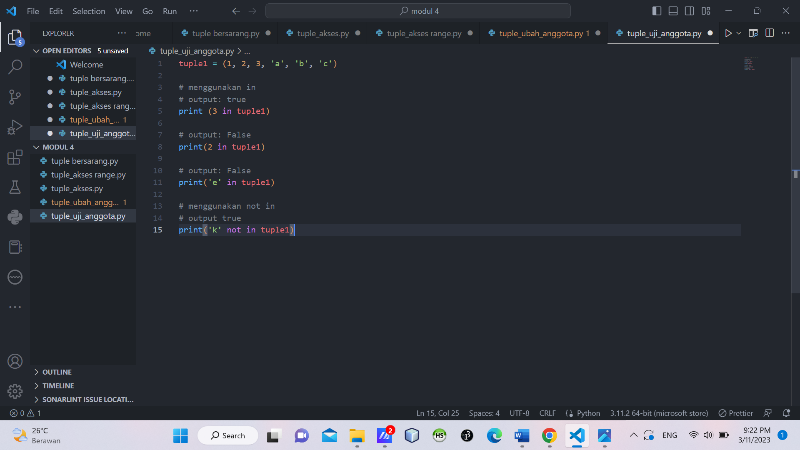 File Edit Selection View Go Run ··· modul 4
EXPLORER ··· ome tuple bersarang.py tuple_akses.py tuple_akses range.py tuple_ubah_anggota.py 1 tuple_uji_anggota.py
OPEN EDITORS 5 unsaved
Welcome
tuple bersarang....
tuple_akses.py
tuple_akses rang...
tuple_ubah_... 1
tuple_uji_anggot...
MODUL 4
tuple bersarang.py
tuple_akses range.py
tuple_akses.py
tuple_ubah_angg... 1
tuple_uji_anggota.py
OUTLINE
TIMELINE
SONARLINT ISSUE LOCATI...
tuple_uji_anggota.py > ...
1 tuple1 = (1, 2, 3, 'a', 'b', 'c')
2
3 # menggunakan in
4 # output: true
5 print (3 in tuple1)
6
7 # output: False
8 print(2 in tuple1)
9
10 # output: False
11 print('e' in tuple1)
12
13 # menggunakan not in
14 # output true
15 print('k' not in tuple1)
0 1 Ln 15, Col 25 Spaces: 4 UTF-8 CRLF Python 3.11.2 64-bit (microsoft store) Prettier
26°C
Berawan
Search
2
ENG
9:22 PM
3/11/2023
1